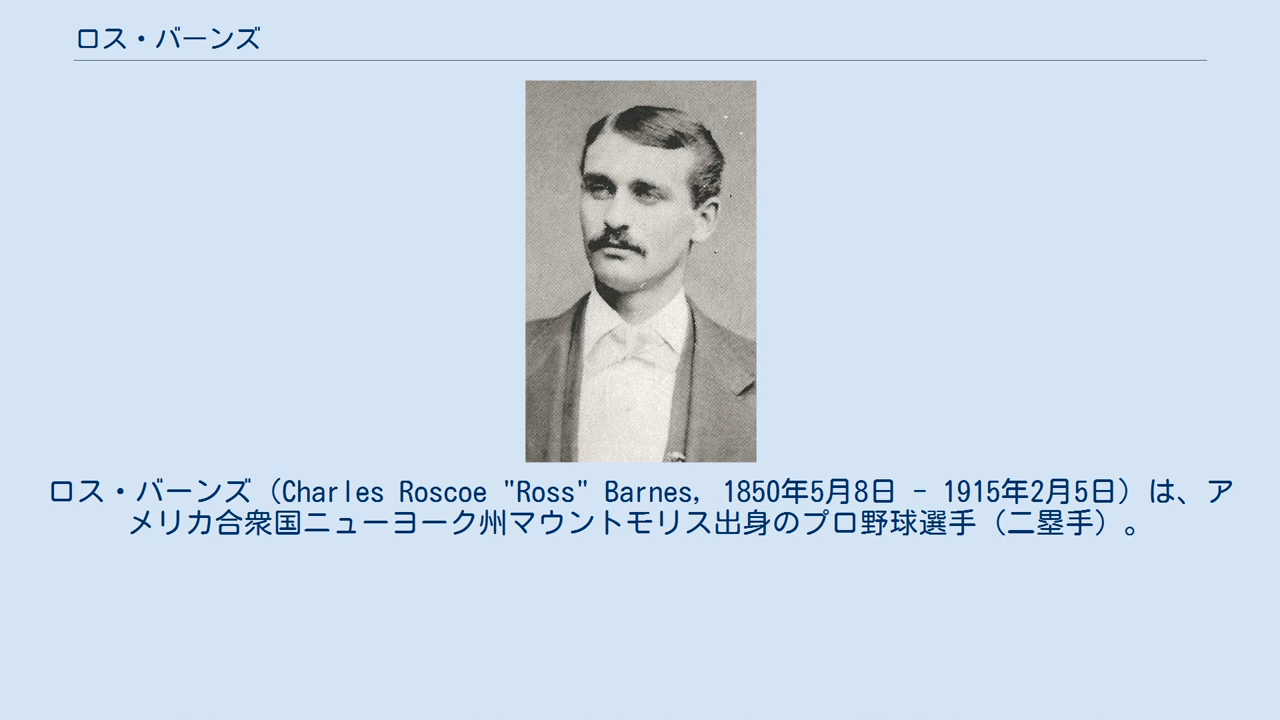 ロス・バーンズ
ロス・バーンズ（Charles Roscoe "Ross" Barnes, 1850年5月8日 - 1915年2月5日）は、ア
メリカ合衆国ニューヨーク州マウントモリス出身のプロ野球選手（二塁手）。